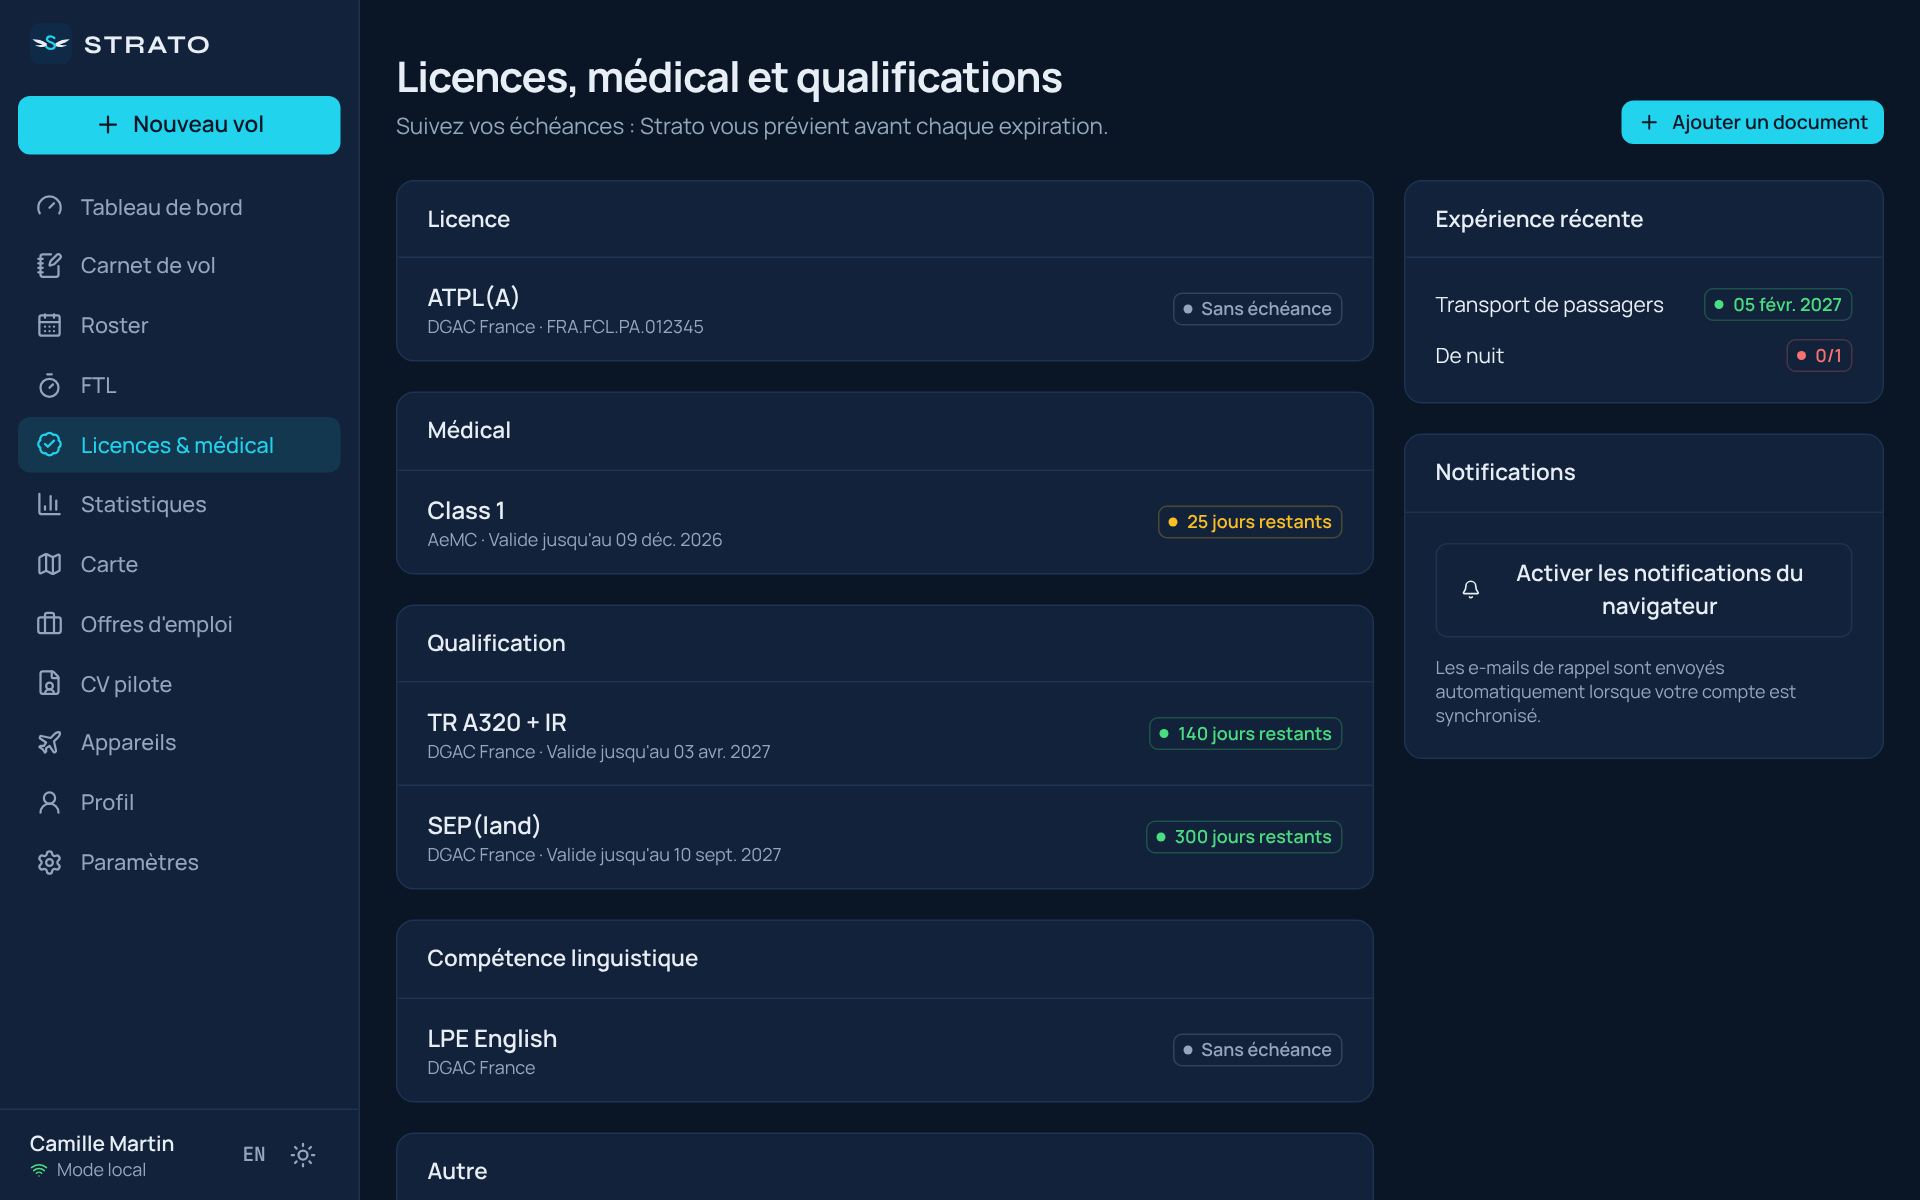 STRATO
Nouveau vol
Tableau de bord
Carnet de vol
Roster
FTL
Licences & médical
Statistiques
Carte
Offres d'emploi
CV pilote
Appareils
Profil
Paramètres
Camille Martin
Mode local
EN
Licences, médical et qualifications
Suivez vos échéances : Strato vous prévient avant chaque expiration.
Ajouter un document
Licence
ATPL(A)
DGAC France · FRA.FCL.PA.012345
Sans échéance
Médical
Class 1
AeMC · Valide jusqu'au 09 déc. 2026
25 jours restants
Qualification
TR A320 + IR
DGAC France · Valide jusqu'au 03 avr. 2027
140 jours restants
SEP(land)
DGAC France · Valide jusqu'au 10 sept. 2027
300 jours restants
Compétence linguistique
LPE English
DGAC France
Sans échéance
Autre
Expérience récente
Transport de passagers
05 févr. 2027
De nuit
0/1
Notifications
Activer les notifications du
navigateur
Les e-mails de rappel sont envoyés
automatiquement lorsque votre compte est
synchronisé.